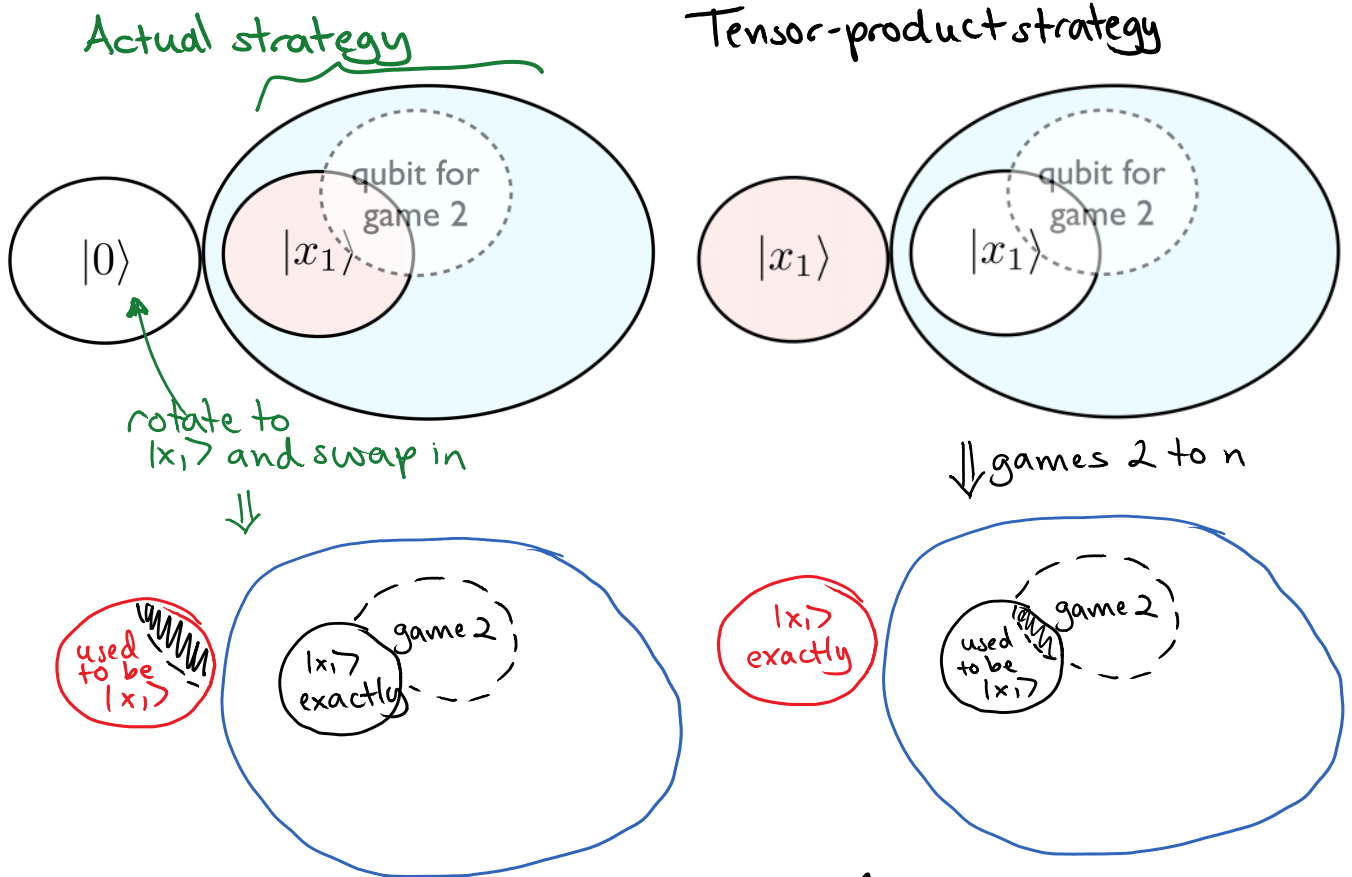 Actual strategy
Tensor-product strategy
qubit for
game 2
|0⟩
|x₁⟩
qubit for
game 2
|x₁⟩
|x₁⟩
rotate to
|x₁⟩ and swap in
⇓
⇓ games 2 to n
used
to be
|x₁⟩
game 2
|x₁⟩
exactly
|x₁⟩
exactly
game 2
used
to be
|x₁⟩